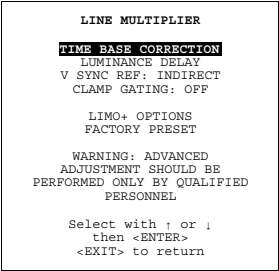 LINE MULTIPLIER
TIME BASE CORRECTION
LUMINANCE DELAY
V SYNC REF: INDIRECT
CLAMP GATING: OFF
LIMO+ OPTIONS
FACTORY PRESET
WARNING: ADVANCED
ADJUSTMENT SHOULD BE
PERFORMED ONLY BY QUALIFIED
PERSONNEL
Select with ↑ or ↓
then <ENTER>
<EXIT> to return